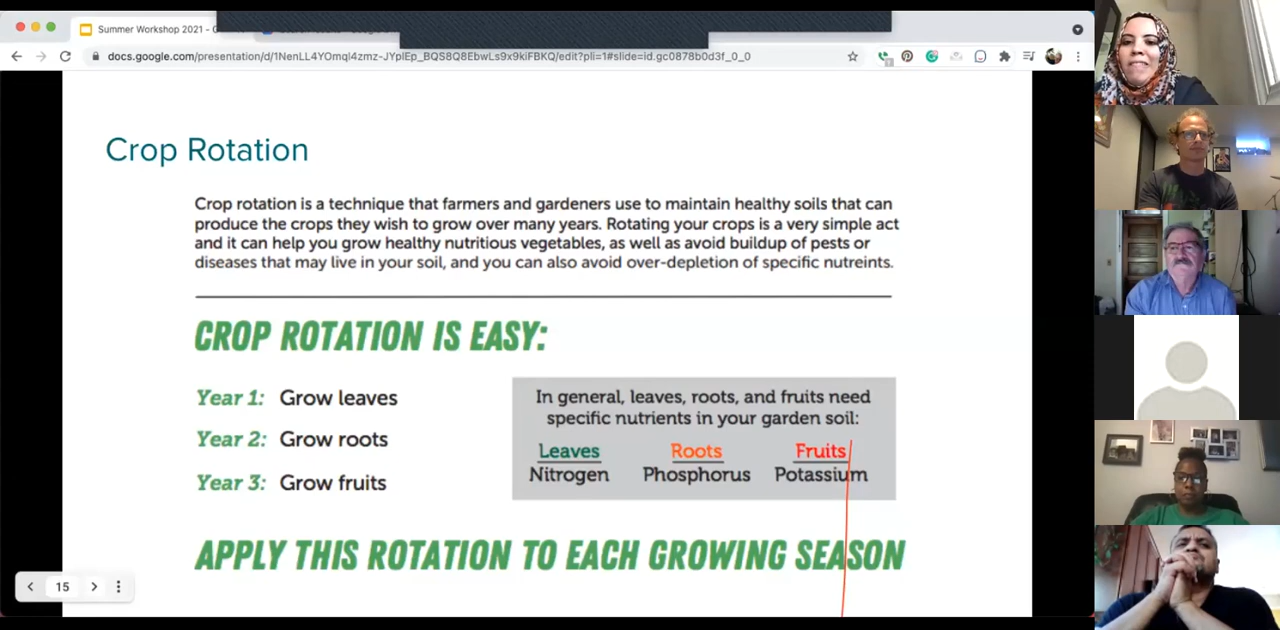 Summer Workshop 2021 -
docs.google.com/presentation/d/1NenLL4YOmqI4zmz-JYplEp_BQS8Q8EbwLs9x9kiFBKQ/edit?pli=1#slide=id.gc0878b0d3f_0_0
Crop Rotation
Crop rotation is a technique that farmers and gardeners use to maintain healthy soils that can
produce the crops they wish to grow over many years. Rotating your crops is a very simple act
and it can help you grow healthy nutritious vegetables, as well as avoid buildup of pests or
diseases that may live in your soil, and you can also avoid over-depletion of specific nutreints.
CROP ROTATION IS EASY:
Year 1: Grow leaves
Year 2: Grow roots
Year 3: Grow fruits
In general, leaves, roots, and fruits need
specific nutrients in your garden soil:
Leaves Roots Fruits
Nitrogen Phosphorus Potassium
APPLY THIS ROTATION TO EACH GROWING SEASON
15